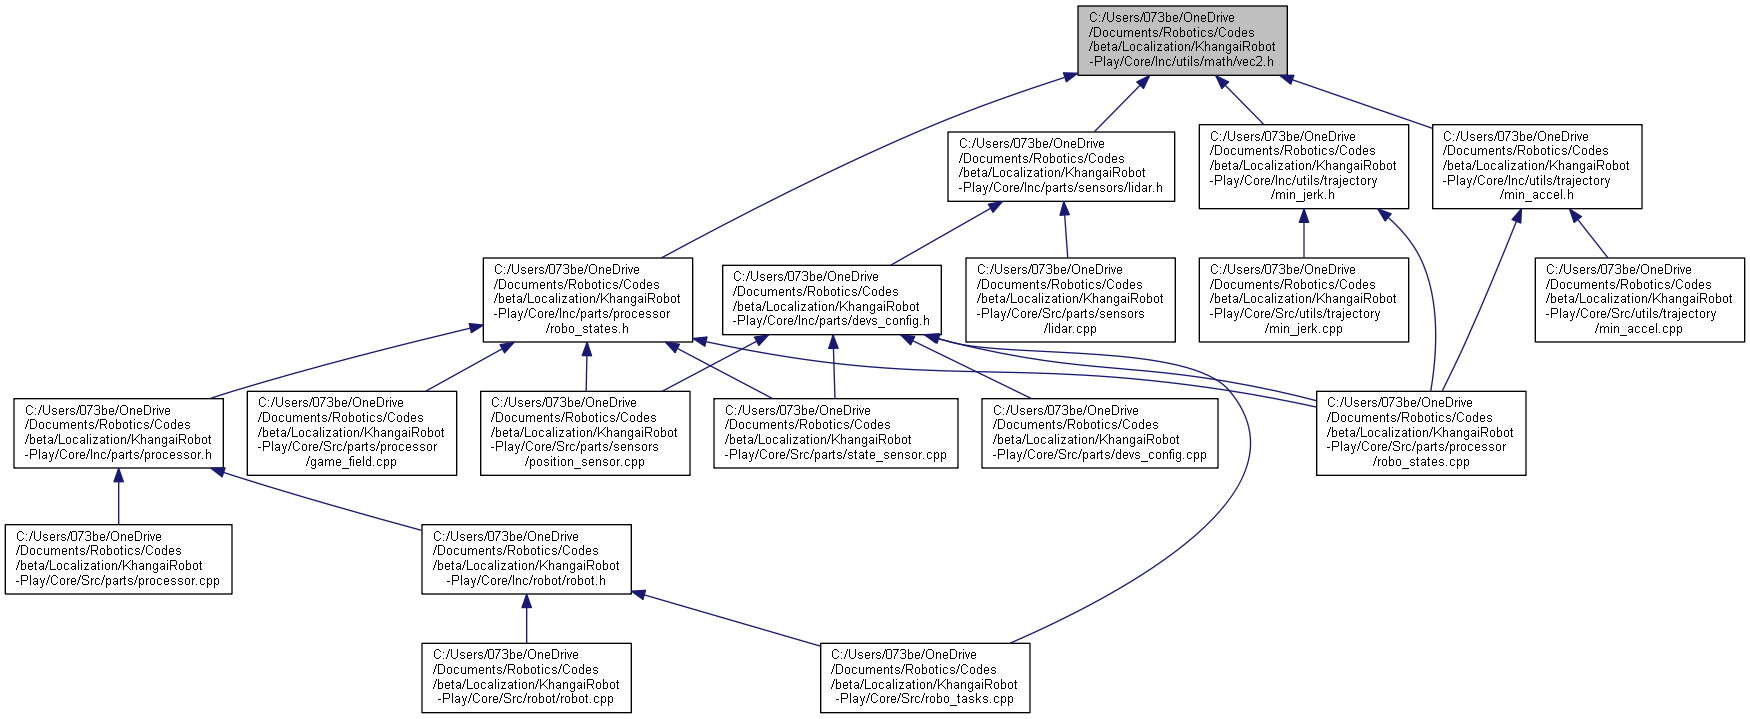 C:/Users/073be/OneDrive
/Documents/Robotics/Codes
/beta/Localization/KhangaiRobot
-Play/Core/Inc/utils/math/vec2.h
C:/Users/073be/OneDrive
/Documents/Robotics/Codes
/beta/Localization/KhangaiRobot
-Play/Core/Inc/parts/sensors/lidar.h
C:/Users/073be/OneDrive
/Documents/Robotics/Codes
/beta/Localization/KhangaiRobot
-Play/Core/Inc/utils/trajectory
/min_jerk.h
C:/Users/073be/OneDrive
/Documents/Robotics/Codes
/beta/Localization/KhangaiRobot
-Play/Core/Inc/utils/trajectory
/min_accel.h
C:/Users/073be/OneDrive
/Documents/Robotics/Codes
/beta/Localization/KhangaiRobot
-Play/Core/Inc/parts/processor
/robo_states.h
C:/Users/073be/OneDrive
/Documents/Robotics/Codes
/beta/Localization/KhangaiRobot
-Play/Core/Inc/parts/devs_config.h
C:/Users/073be/OneDrive
/Documents/Robotics/Codes
/beta/Localization/KhangaiRobot
-Play/Core/Src/parts/sensors
/lidar.cpp
C:/Users/073be/OneDrive
/Documents/Robotics/Codes
/beta/Localization/KhangaiRobot
-Play/Core/Src/utils/trajectory
/min_jerk.cpp
C:/Users/073be/OneDrive
/Documents/Robotics/Codes
/beta/Localization/KhangaiRobot
-Play/Core/Src/utils/trajectory
/min_accel.cpp
C:/Users/073be/OneDrive
/Documents/Robotics/Codes
/beta/Localization/KhangaiRobot
-Play/Core/Inc/parts/processor.h
C:/Users/073be/OneDrive
/Documents/Robotics/Codes
/beta/Localization/KhangaiRobot
-Play/Core/Src/parts/processor
/game_field.cpp
C:/Users/073be/OneDrive
/Documents/Robotics/Codes
/beta/Localization/KhangaiRobot
-Play/Core/Src/parts/sensors
/position_sensor.cpp
C:/Users/073be/OneDrive
/Documents/Robotics/Codes
/beta/Localization/KhangaiRobot
-Play/Core/Src/parts/state_sensor.cpp
C:/Users/073be/OneDrive
/Documents/Robotics/Codes
/beta/Localization/KhangaiRobot
-Play/Core/Src/parts/devs_config.cpp
C:/Users/073be/OneDrive
/Documents/Robotics/Codes
/beta/Localization/KhangaiRobot
-Play/Core/Src/parts/processor
/robo_states.cpp
C:/Users/073be/OneDrive
/Documents/Robotics/Codes
/beta/Localization/KhangaiRobot
-Play/Core/Src/parts/processor.cpp
C:/Users/073be/OneDrive
/Documents/Robotics/Codes
/beta/Localization/KhangaiRobot
-Play/Core/Inc/robot/robot.h
C:/Users/073be/OneDrive
/Documents/Robotics/Codes
/beta/Localization/KhangaiRobot
-Play/Core/Src/robot/robot.cpp
C:/Users/073be/OneDrive
/Documents/Robotics/Codes
/beta/Localization/KhangaiRobot
-Play/Core/Src/robo_tasks.cpp